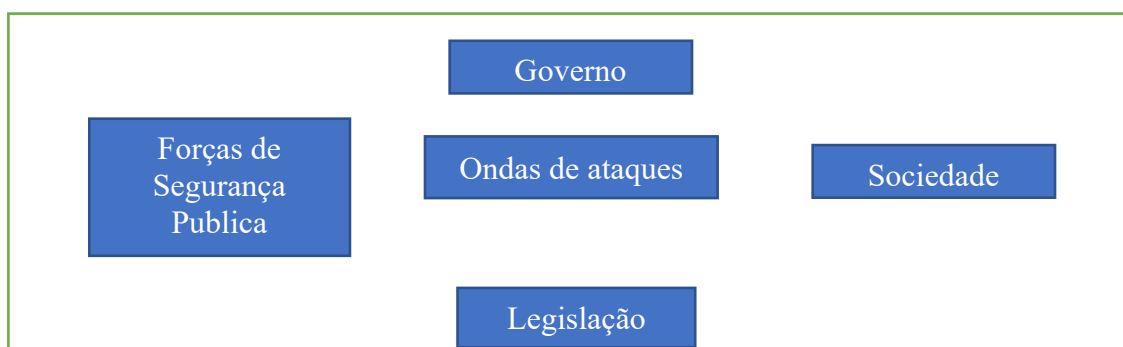 Governo
Forças de
Segurança
Publica
Ondas de ataques
Sociedade
Legislação